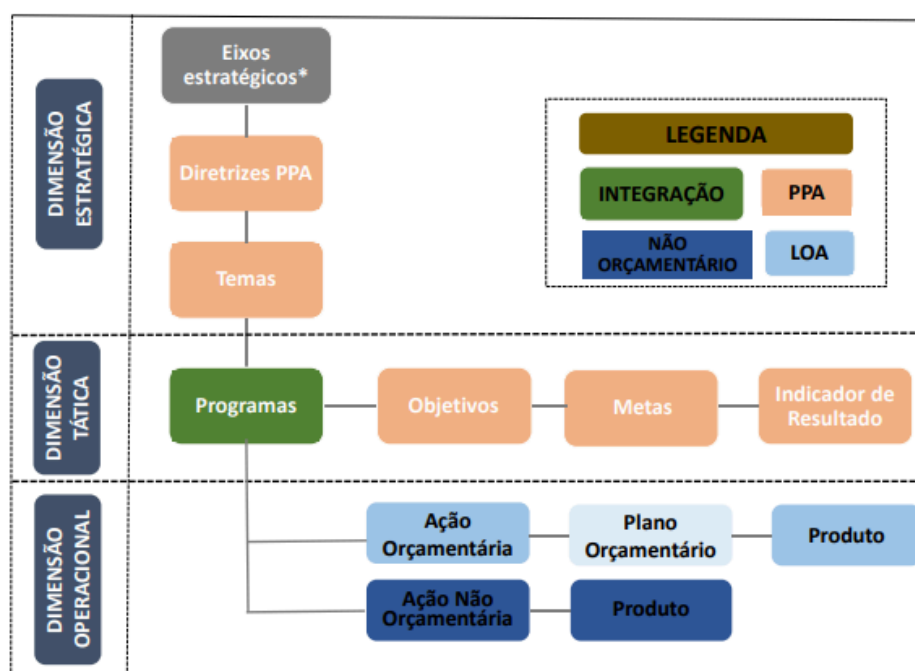 DIMENSÃO
ESTRATÉGICA
Eixos
estratégicos*
Diretrizes PPA
Temas
LEGENDA
INTEGRAÇÃO
PPA
NÃO
ORÇAMENTÁRIO
LOA
DIMENSÃO
TÁTICA
Programas
Objetivos
Metas
Indicador de
Resultado
DIMENSÃO
OPERACIONAL
Ação
Orçamentária
Plano
Orçamentário
Produto
Ação Não
Orçamentária
Produto